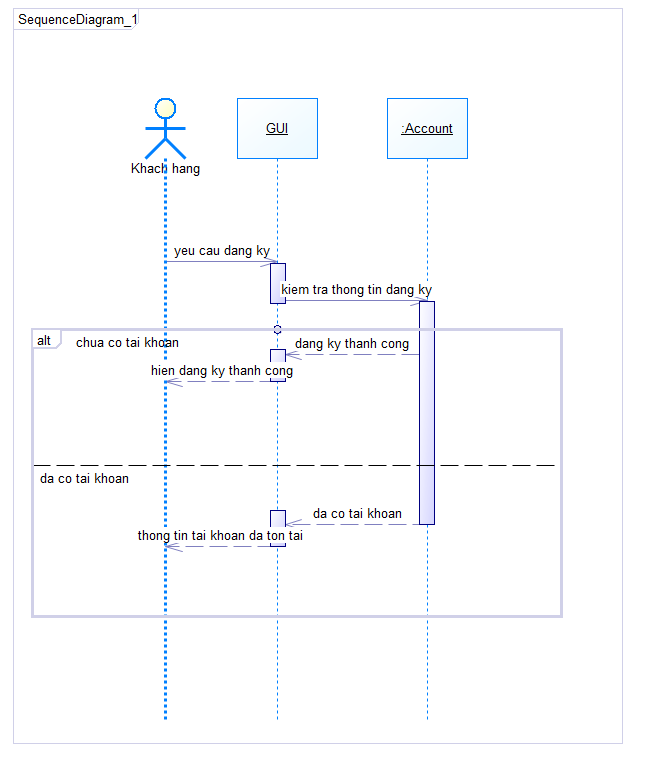 SequenceDiagram_1
Khach hang
GUI
:Account
yeu cau dang ky
kiem tra thong tin dang ky
alt
chua co tai khoan
dang ky thanh cong
hien dang ky thanh cong
da co tai khoan
da co tai khoan
thong tin tai khoan da ton tai